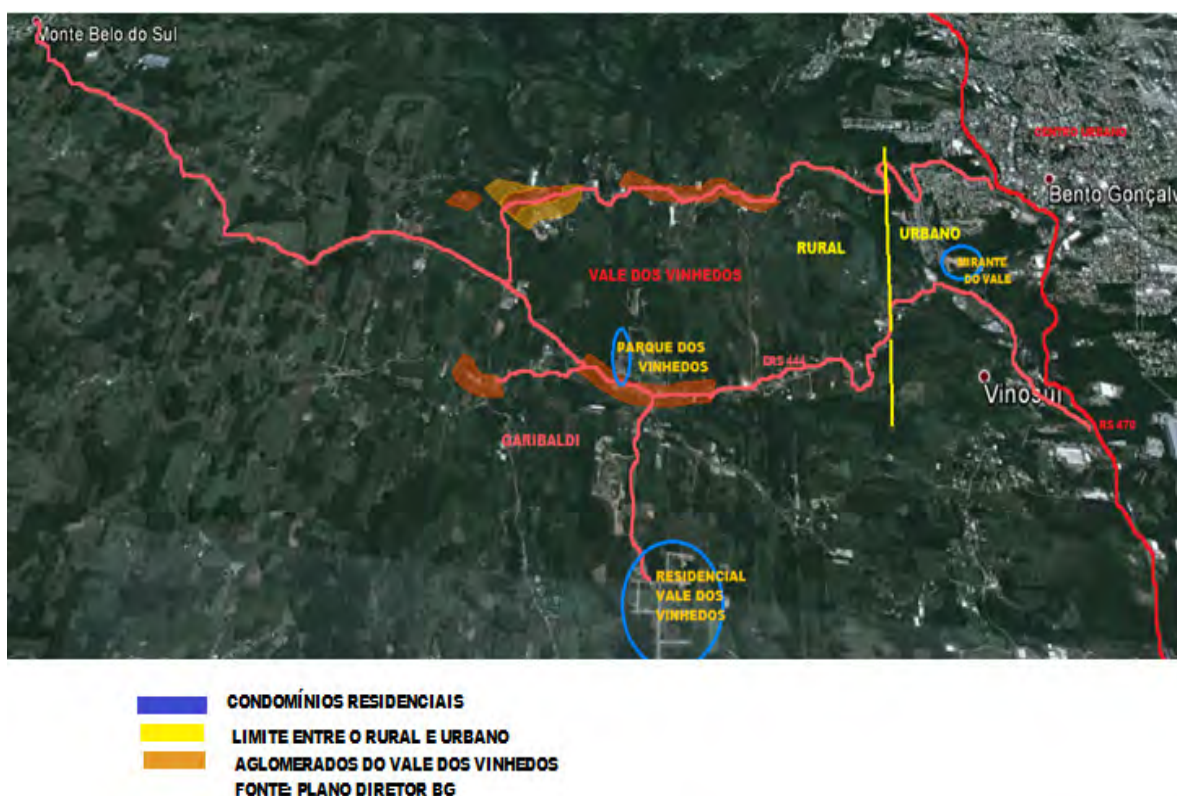 Monte Belo do Sul
CENTRO URBANO
Bento Gonçalv
RURAL
URBANO
MIRANTE
DO VALE
VALE DOS VINHEDOS
PARQUE DOS
VINHEDOS
ERS 444
Vinosul
RS 470
GARIBALDI
RESIDENCIAL
VALE DOS
VINHEDOS
CONDOMÍNIOS RESIDENCIAIS
LIMITE ENTRE O RURAL E URBANO
AGLOMERADOS DO VALE DOS VINHEDOS
FONTE: PLANO DIRETOR BG